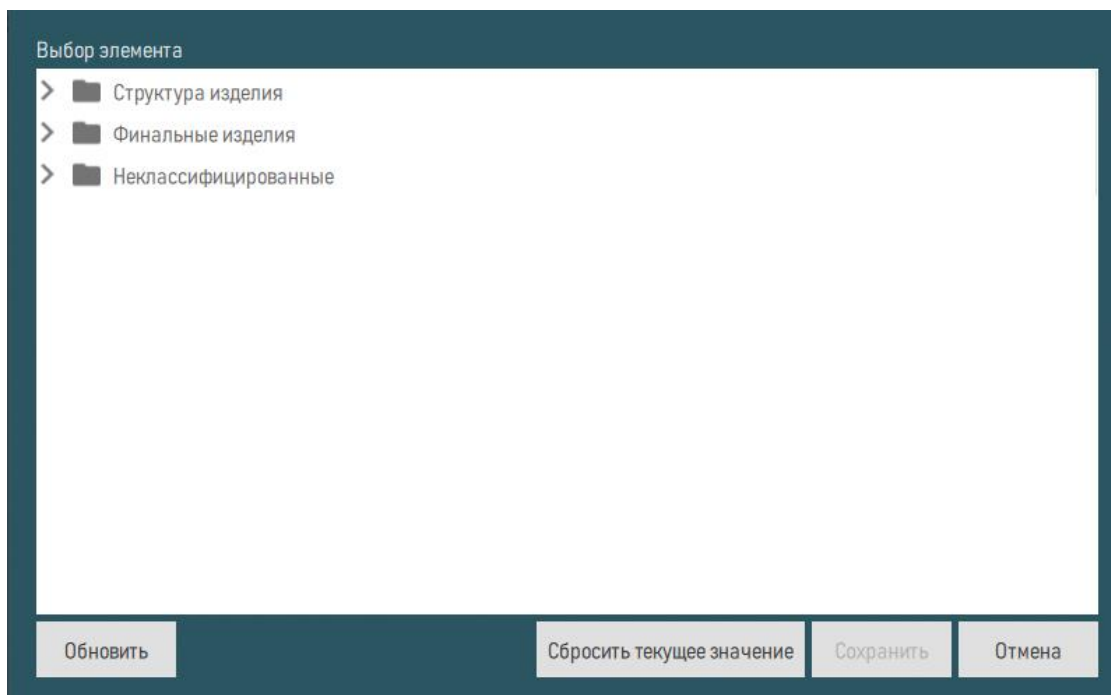 Выбор элемента
Структура изделия
Финальные изделия
Неклассифицированные
Обновить Сбросить текущее значение Сохранить Отмена